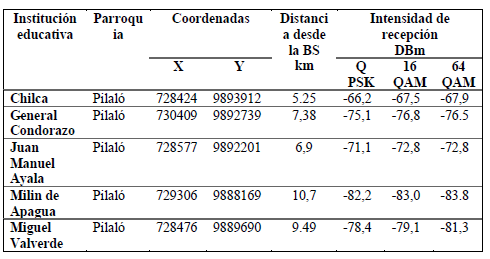 Institución educativa | Parroquia | Coordenadas | Distancia desde la BS km | Intensidad de recepción DBm
X | Y | Q PSK | 16 QAM | 64 QAM
Chilca | Pilaló | 728424 | 9893912 | 5.25 | -66,2 | -67,5 | -67,9
General Condorazo | Pilaló | 730409 | 9892739 | 7,38 | -75,1 | -76,8 | -76.5
Juan Manuel Ayala | Pilaló | 728577 | 9892201 | 6,9 | -71,1 | -72,8 | -72,8
Milin de Apagua | Pilaló | 729306 | 9888169 | 10,7 | -82,2 | -83,0 | -83.8
Miguel Valverde | Pilaló | 728476 | 9889690 | 9.49 | -78,4 | -79,1 | -81,3